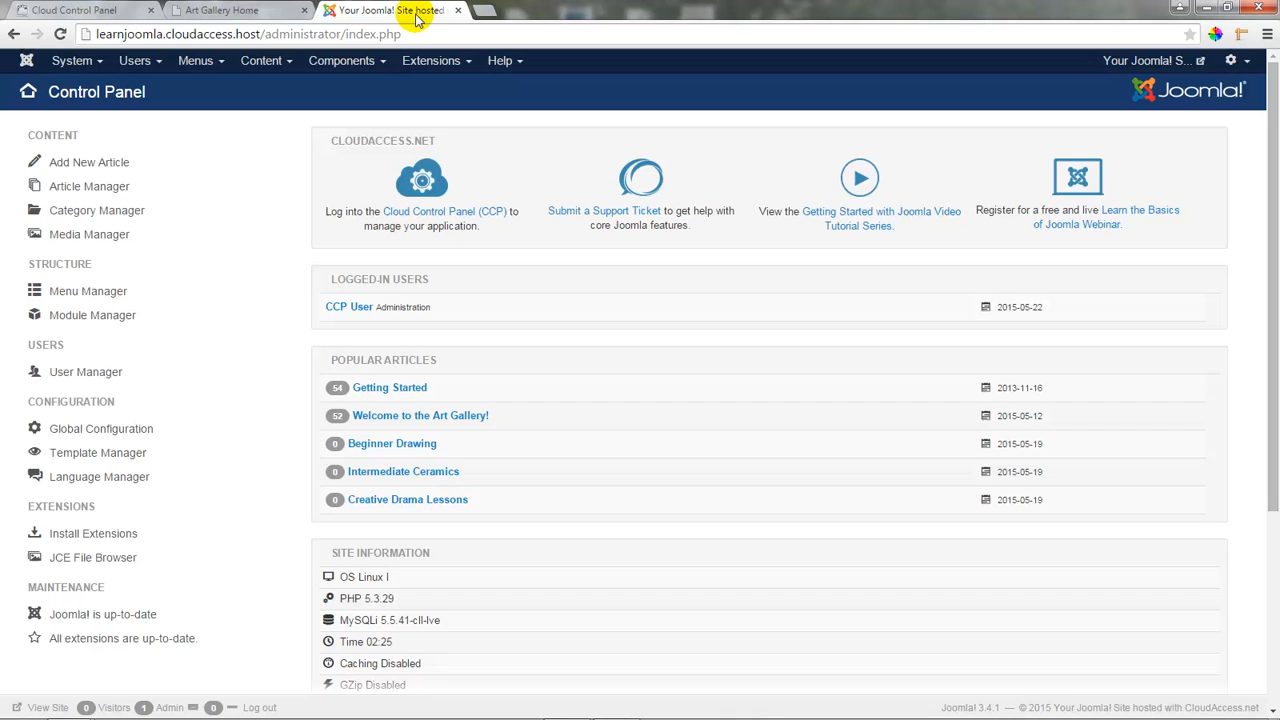 Cloud Control Panel
Art Gallery Home
Your Joomla! Site hosted
learnjoomla.cloudaccess.host/administrator/index.php
System Users Menus Content Components Extensions Help
Your Joomla! S...
Control Panel
Joomla!
CONTENT
Add New Article
Article Manager
Category Manager
Media Manager
STRUCTURE
Menu Manager
Module Manager
USERS
User Manager
CONFIGURATION
Global Configuration
Template Manager
Language Manager
EXTENSIONS
Install Extensions
JCE File Browser
MAINTENANCE
Joomla! is up-to-date
All extensions are up-to-date.
CLOUDACCESS.NET
Log into the Cloud Control Panel (CCP) to
manage your application.
Submit a Support Ticket to get help with
core Joomla features.
View the Getting Started with Joomla Video
Tutorial Series.
Register for a free and live Learn the Basics
of Joomla Webinar.
LOGGED-IN USERS
CCP User Administration 2015-05-22
POPULAR ARTICLES
54 Getting Started 2013-11-16
52 Welcome to the Art Gallery! 2015-05-12
0 Beginner Drawing 2015-05-19
0 Intermediate Ceramics 2015-05-19
0 Creative Drama Lessons 2015-05-19
SITE INFORMATION
OS Linux l
PHP 5.3.29
MySQLi 5.5.41-cll-lve
Time 02:25
Caching Disabled
GZip Disabled
View Site 0 Visitors 1 Admin 0 Log out
Joomla! 3.4.1 — © 2015 Your Joomla! Site hosted with CloudAccess.net